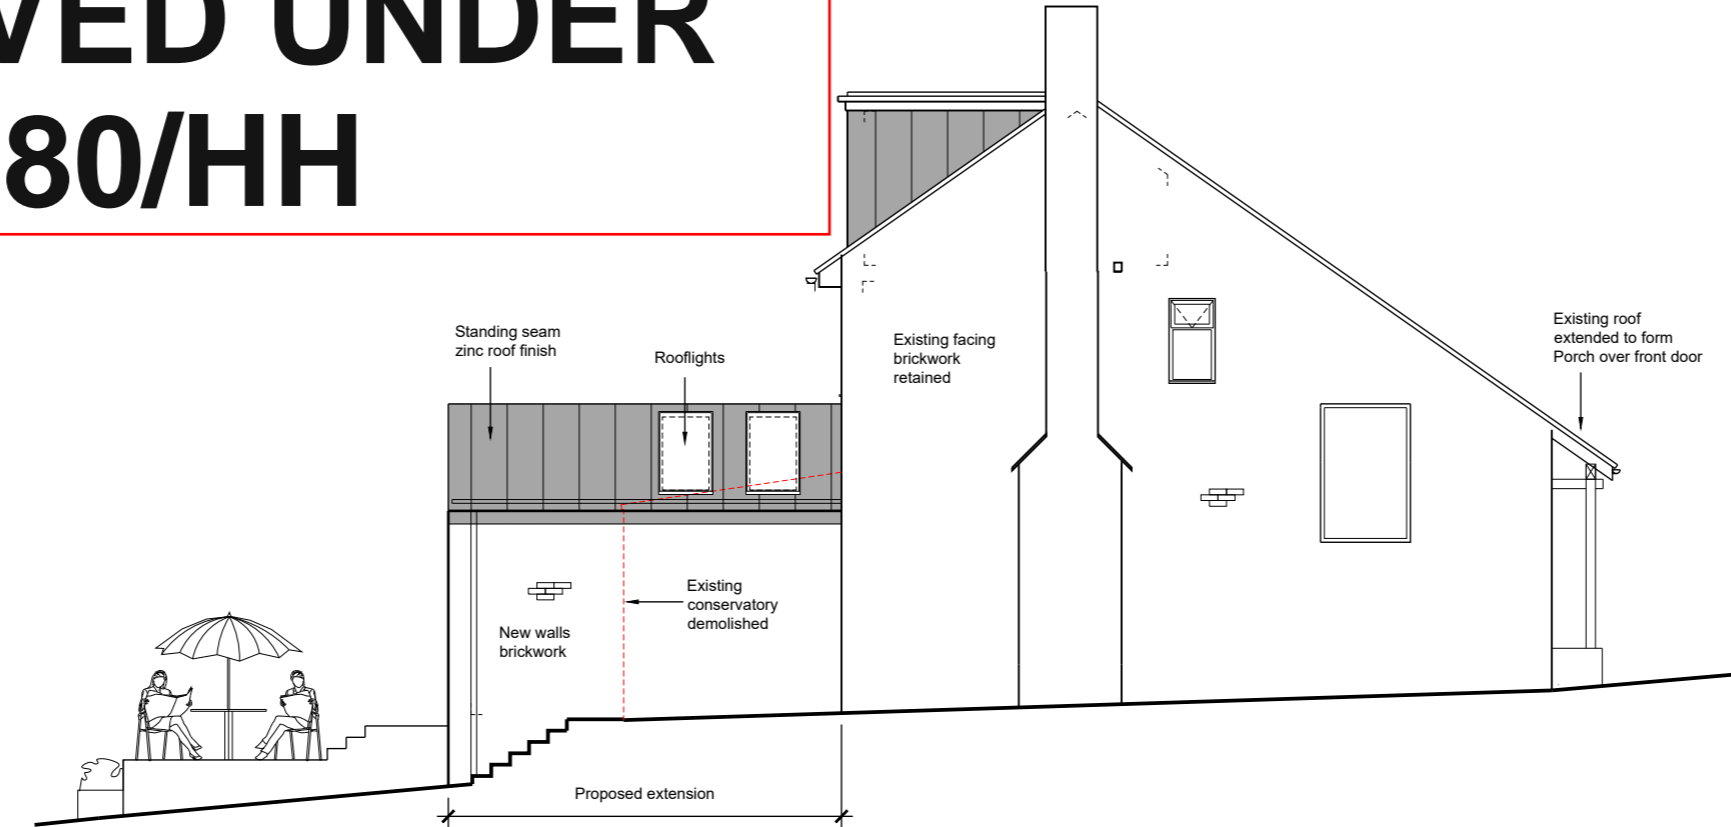 VED UNDER
80/HH
Standing seam
zinc roof finish
Rooflights
Existing facing
brickwork
retained
Existing roof
extended to form
Porch over front door
Existing
conservatory
demolished
New walls
brickwork
Proposed extension